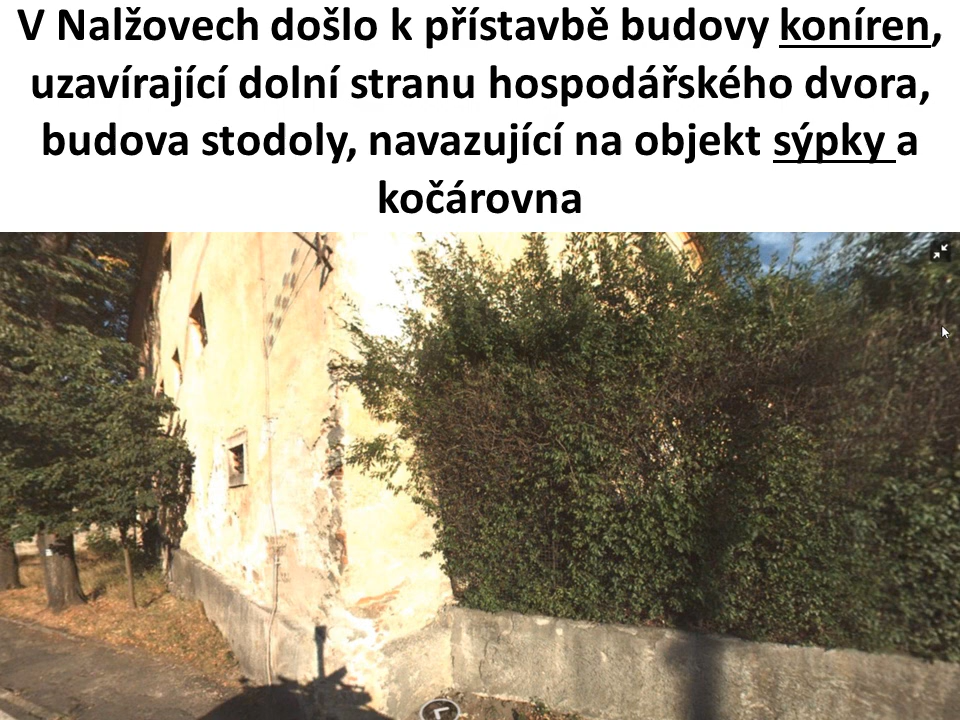 V Nalžovech došlo k přístavbě budovy koníren,
uzavírající dolní stranu hospodářského dvora,
budova stodoly, navazující na objekt sýpky a
kočárovna